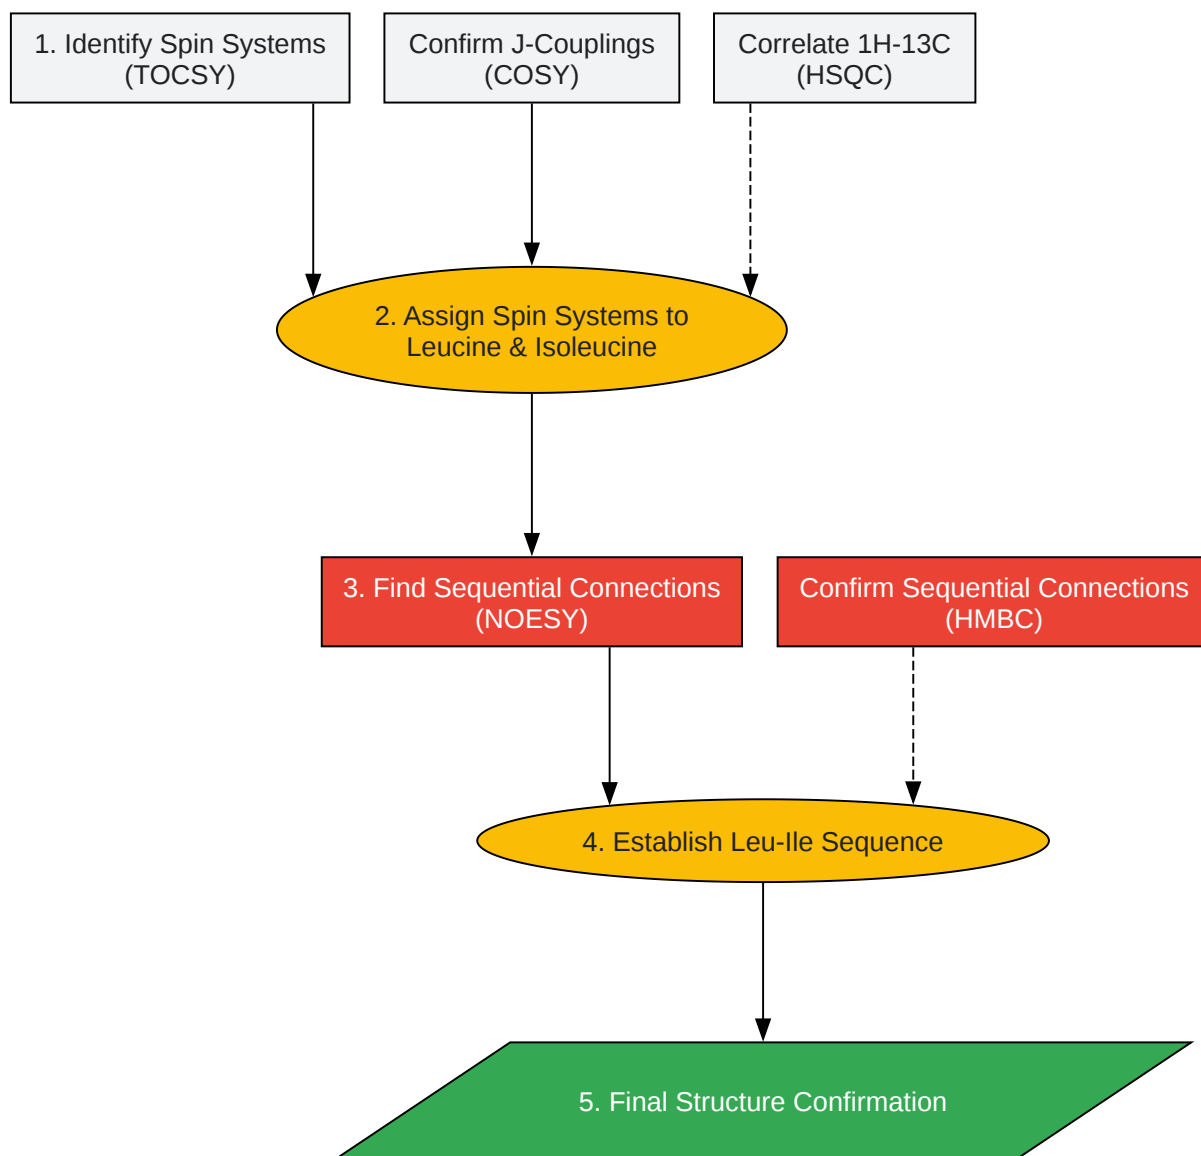 1. Identify Spin Systems
(TOCSY)
Confirm J-Couplings
(COSY)
Correlate 1H-13C
(HSQC)
2. Assign Spin Systems to
Leucine & Isoleucine
3. Find Sequential Connections
(NOESY)
Confirm Sequential Connections
(HMBC)
4. Establish Leu-Ile Sequence
5. Final Structure Confirmation